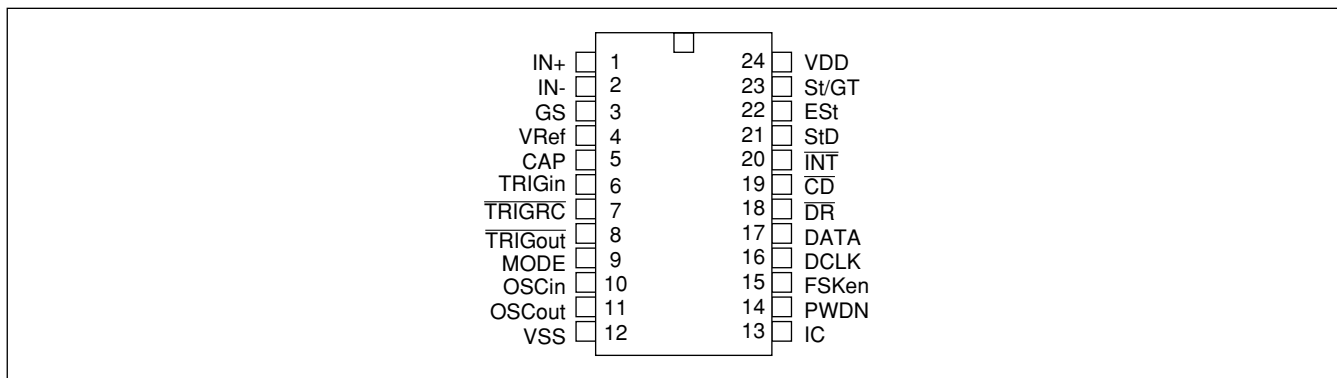 IN+ 1 24 VDD
IN- 2 23 St/GT
GS 3 22 ESt
VRef 4 21 StD
CAP 5 20 INT
TRIGin 6 19 CD
TRIGRC 7 18 DR
TRIGout 8 17 DATA
MODE 9 16 DCLK
OSCin 10 15 FSKen
OSCout 11 14 PWDN
VSS 12 13 IC